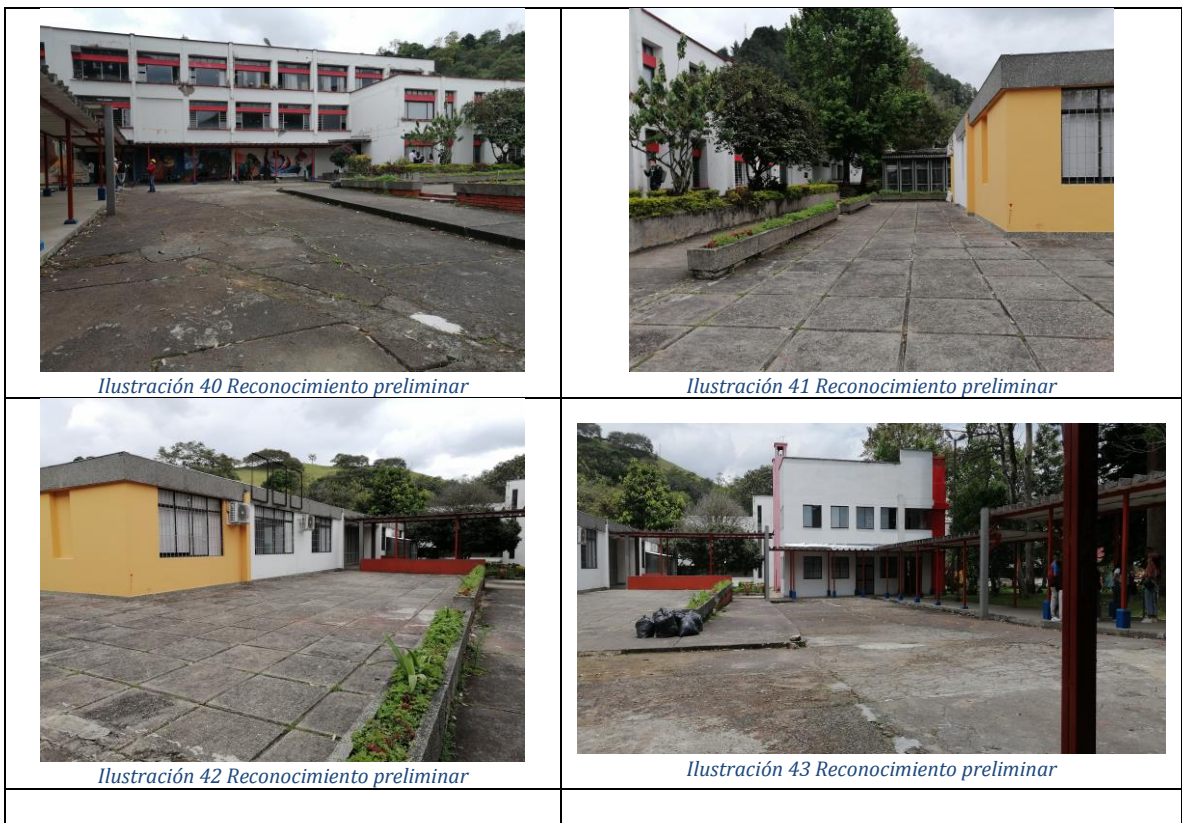 Ilustración 40 Reconocimiento preliminar
Ilustración 41 Reconocimiento preliminar
Ilustración 42 Reconocimiento preliminar
Ilustración 43 Reconocimiento preliminar